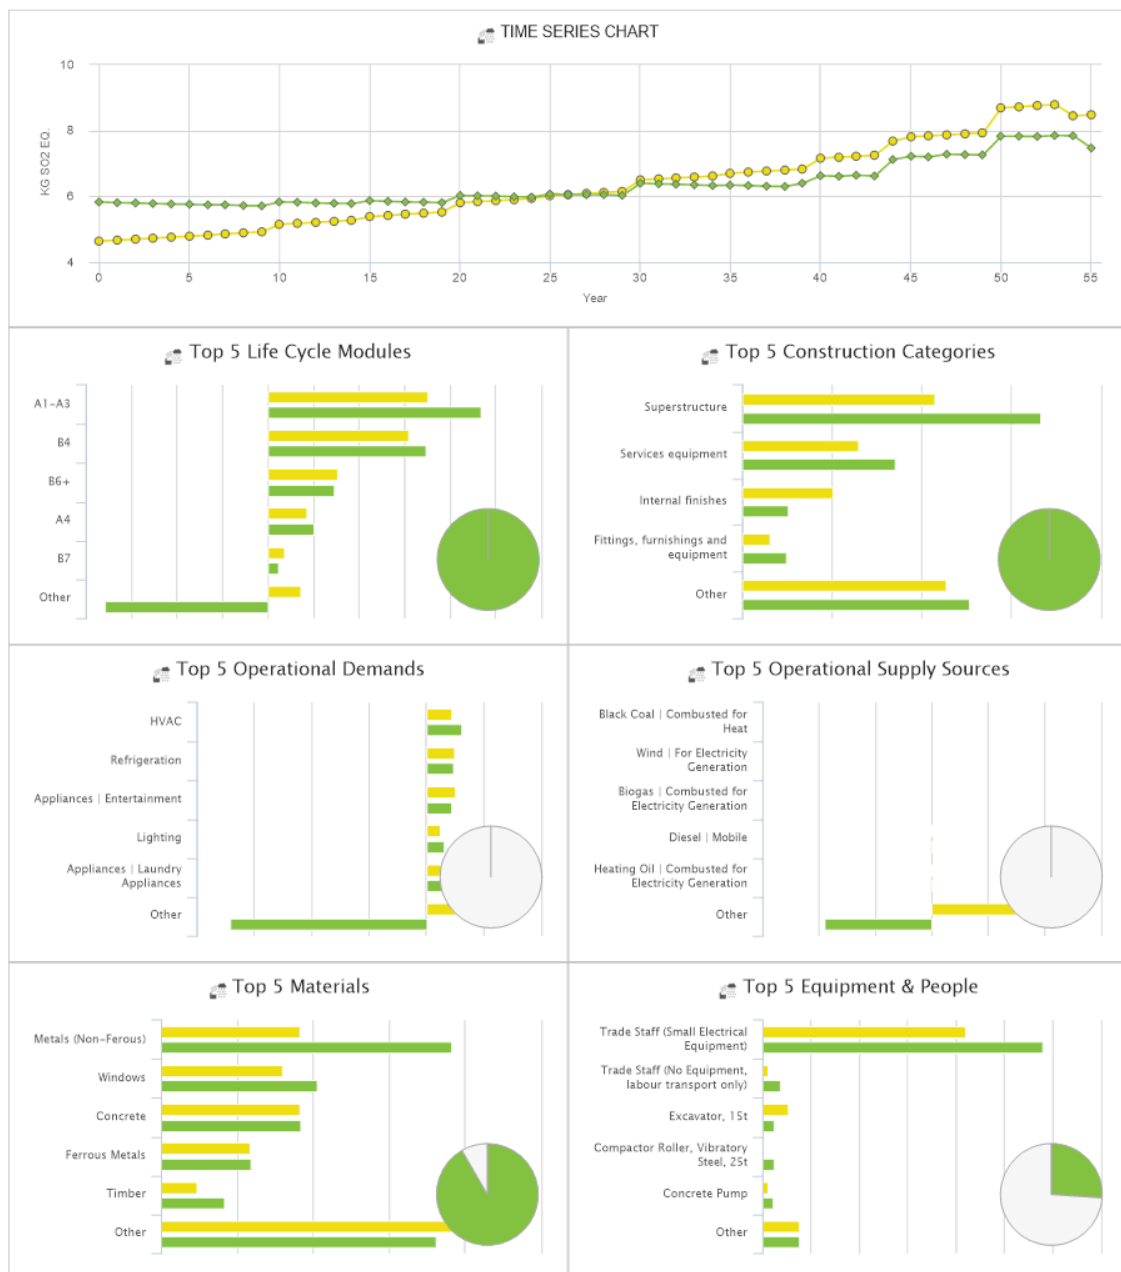 TIME SERIES CHART
10
8
6
4
KG SO2 EQ.
0 5 10 15 20 25 30 35 40 45 50 55
Year
Top 5 Life Cycle Modules
A1-A3
B4
B6+
A4
B7
Other
Top 5 Construction Categories
Superstructure
Services equipment
Internal finishes
Fittings, furnishings and
equipment
Other
Top 5 Operational Demands
HVAC
Refrigeration
Appliances | Entertainment
Lighting
Appliances | Laundry
Appliances
Other
Top 5 Operational Supply Sources
Black Coal | Combusted for
Heat
Wind | For Electricity
Generation
Biogas | Combusted for
Electricity Generation
Diesel | Mobile
Heating Oil | Combusted for
Electricity Generation
Other
Top 5 Materials
Metals (Non-Ferous)
Windows
Concrete
Ferrous Metals
Timber
Other
Top 5 Equipment & People
Trade Staff (Small Electrical
Equipment)
Trade Staff (No Equipment,
labour transport only)
Excavator, 15t
Compactor Roller, Vibratory
Steel, 25t
Concrete Pump
Other